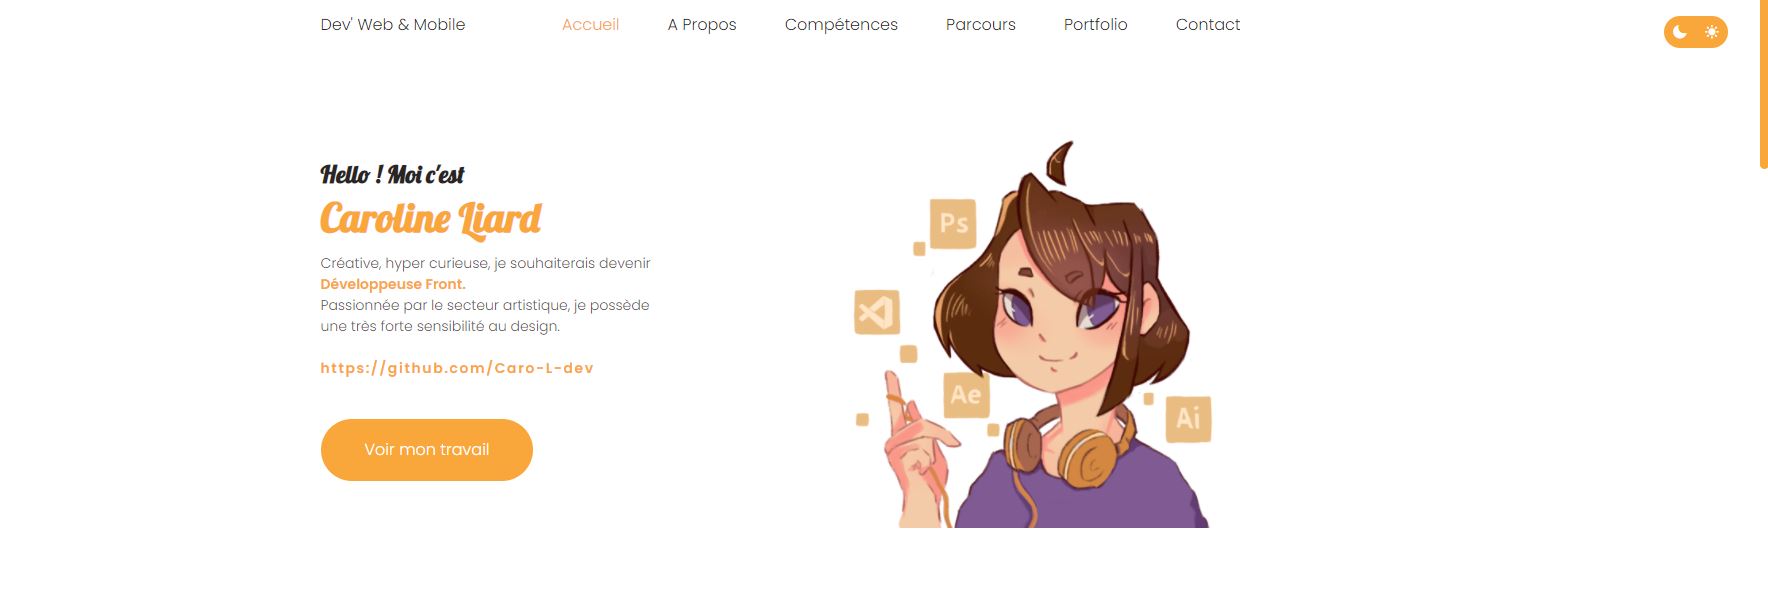 Dev' Web & Mobile
Accueil
A Propos
Compétences
Parcours
Portfolio
Contact
Hello ! Moi c'est
Caroline Liard
Créative, hyper curieuse, je souhaiterais devenir
Développeuse Front.
Passionnée par le secteur artistique, je possède
une très forte sensibilité au design.
https://github.com/Caro-L-dev
Voir mon travail
Ps
Ae
Ai